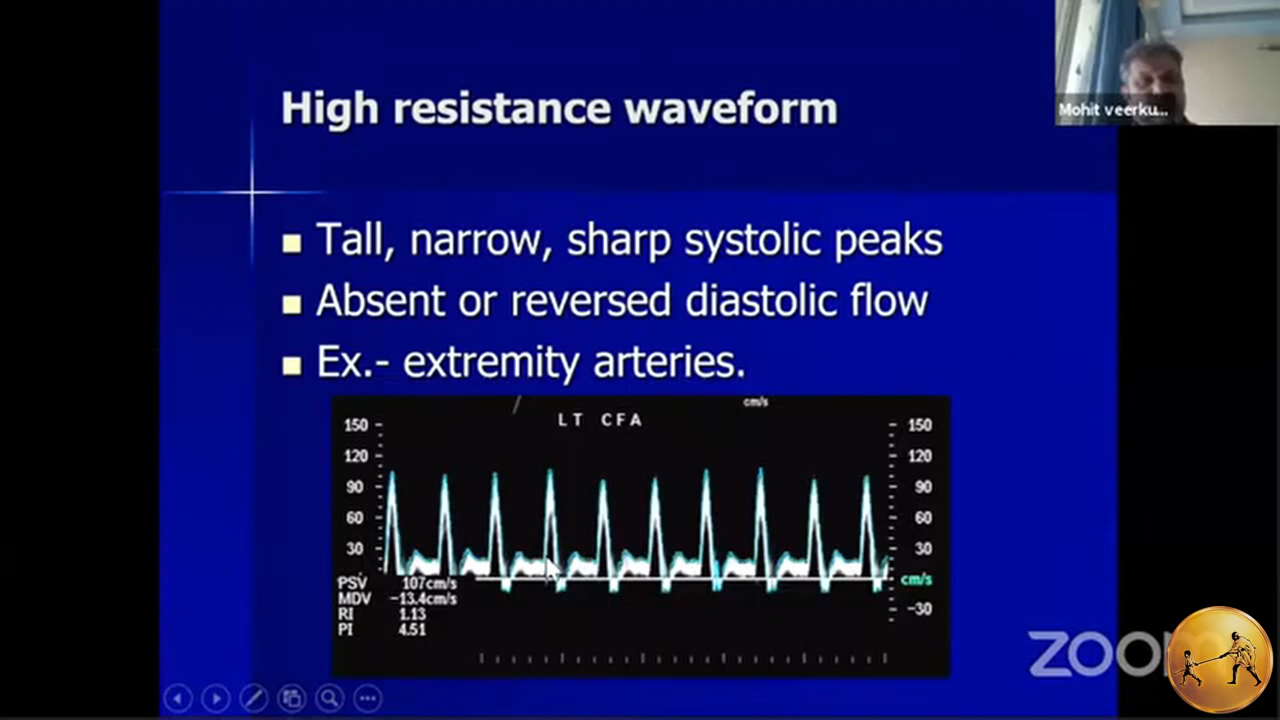 High resistance waveform
Mohit veerku...
Tall, narrow, sharp systolic peaks
Absent or reversed diastolic flow
Ex.- extremity arteries.
cm/s
LT CFA
150 150
120 120
90 90
60 60
30 30
PSV 107cm/s cm/s
MDV -13.4cm/s
RI 1.13 -30
PI 4.51